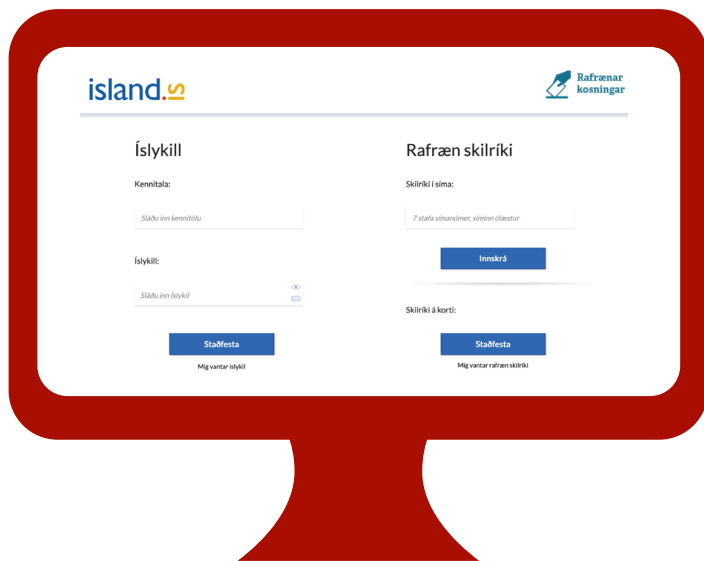 island.is
Rafrænar
kosningar
Íslykill
Kennitala:
Sláðu inn kennitölu
Íslykill:
Sláðu inn Íslykil
Staðfesta
Mig vantar íslykil
Rafræn skilríki
Skilríki í síma:
7 stafa símanúmer, síminn ólæstur
Innskrá
Skilríki á korti:
Staðfesta
Mig vantar rafræn skilríki